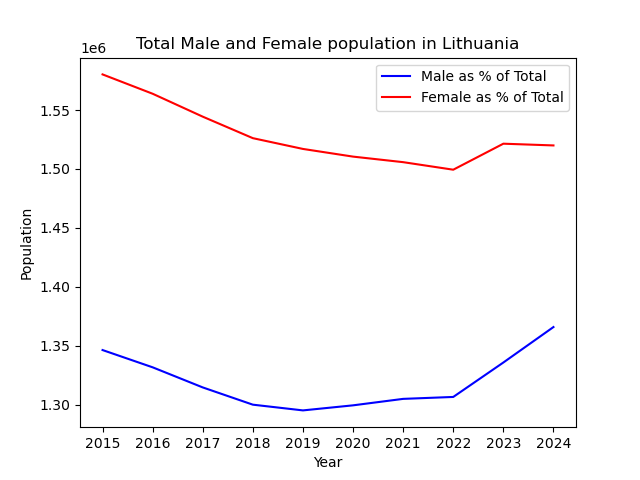 Total Male and Female population in Lithuania
1e6
Male as % of Total
Female as % of Total
1.55
1.50
1.45
1.40
1.35
1.30
Population
2015 2016 2017 2018 2019 2020 2021 2022 2023 2024
Year